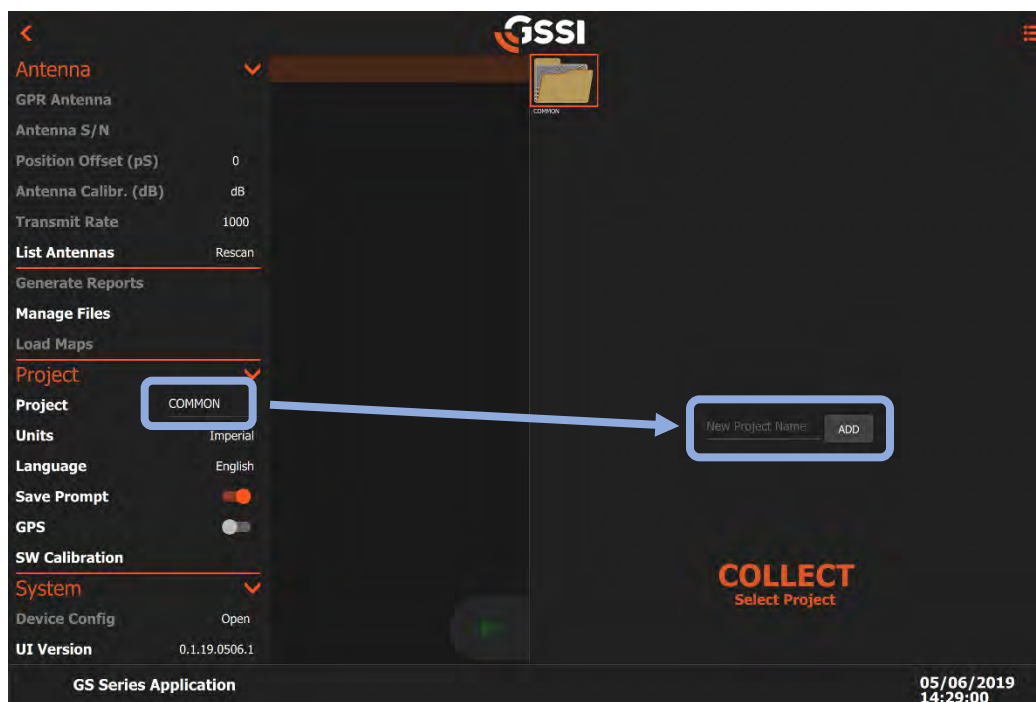 GSSI
Antenna
GPR Antenna
Antenna S/N
Position Offset (pS) 0
Antenna Calibr. (dB) dB
Transmit Rate 1000
List Antennas Rescan
Generate Reports
Manage Files
Load Maps
Project
Project COMMON
Units Imperial
Language English
Save Prompt
GPS
SW Calibration
System
Device Config Open
UI Version 0.1.19.0506.1
COMMON
New Project Name ADD
COLLECT
Select Project
GS Series Application
05/06/2019
14:29:00